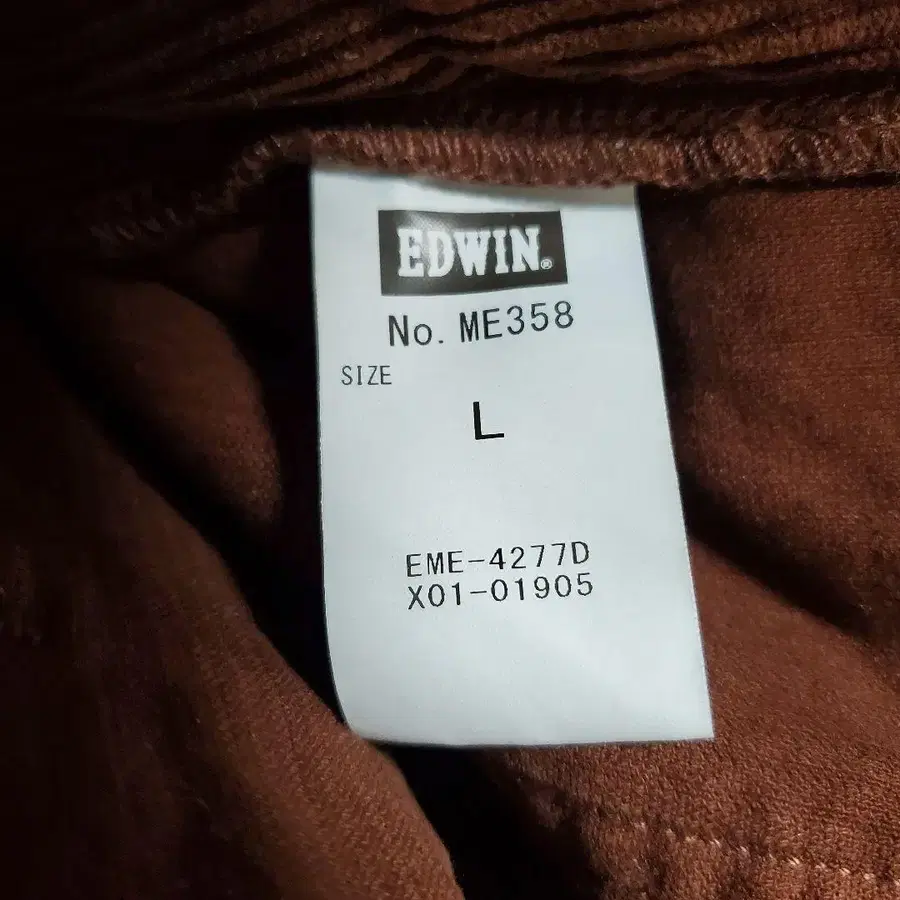 EDWIN®
No. ME358
SIZE
L
EME-4277D
X01-01905